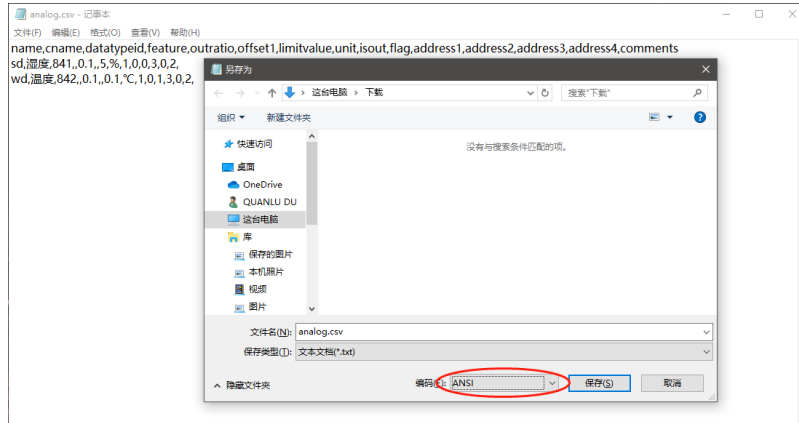 analog.csv - 记事本
文件(F) 编辑(E) 格式(O) 查看(V) 帮助(H)
name,cname,datatypeid,feature,outratio,offset1,limitvalue,unit,isout,flag,address1,address2,address3,address4,comments
sd,湿度,841,,0.1,,5,%,1,0,0,3,0,2,
wd,温度,842,,0.1,,0.1,℃,1,0,1,3,0,2,
另存为
这台电脑 › 下载
搜索"下载"
组织 新建文件夹
没有与搜索条件匹配的项。
快速访问
桌面
OneDrive
QUANLU DU
这台电脑
库
保存的图片
本机照片
视频
图片
文件名(N): analog.csv
保存类型(T): 文本文档(*.txt)
隐藏文件夹
编码(E): ANSI
保存(S)
取消